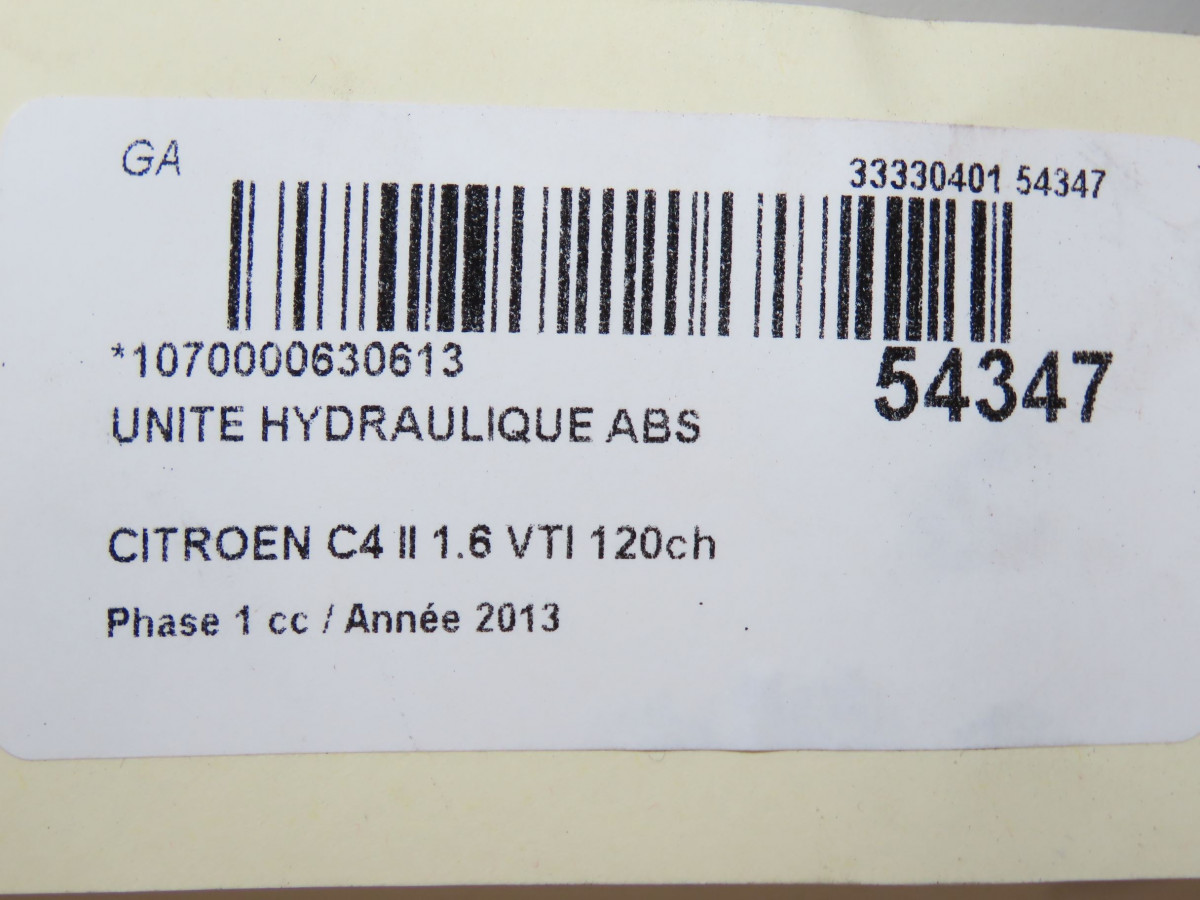 GA
33330401 54347
*1070000630613
54347
UNITE HYDRAULIQUE ABS
CITROEN C4 II 1.6 VTI 120ch
Phase 1 cc / Année 2013